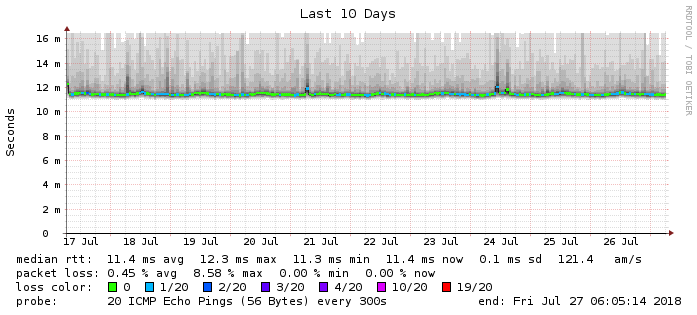 Last 10 Days
RRDTOOL / TOBI OETIKER
Seconds
16 m
14 m
12 m
10 m
8 m
6 m
4 m
2 m
0
17 Jul 18 Jul 19 Jul 20 Jul 21 Jul 22 Jul 23 Jul 24 Jul 25 Jul 26 Jul
median rtt: 11.4 ms avg 12.3 ms max 11.3 ms min 11.4 ms now 0.1 ms sd 121.4 am/s
packet loss: 0.45 % avg 8.58 % max 0.00 % min 0.00 % now
loss color: 0 1/20 2/20 3/20 4/20 10/20 19/20
probe: 20 ICMP Echo Pings (56 Bytes) every 300s end: Fri Jul 27 06:05:14 2018